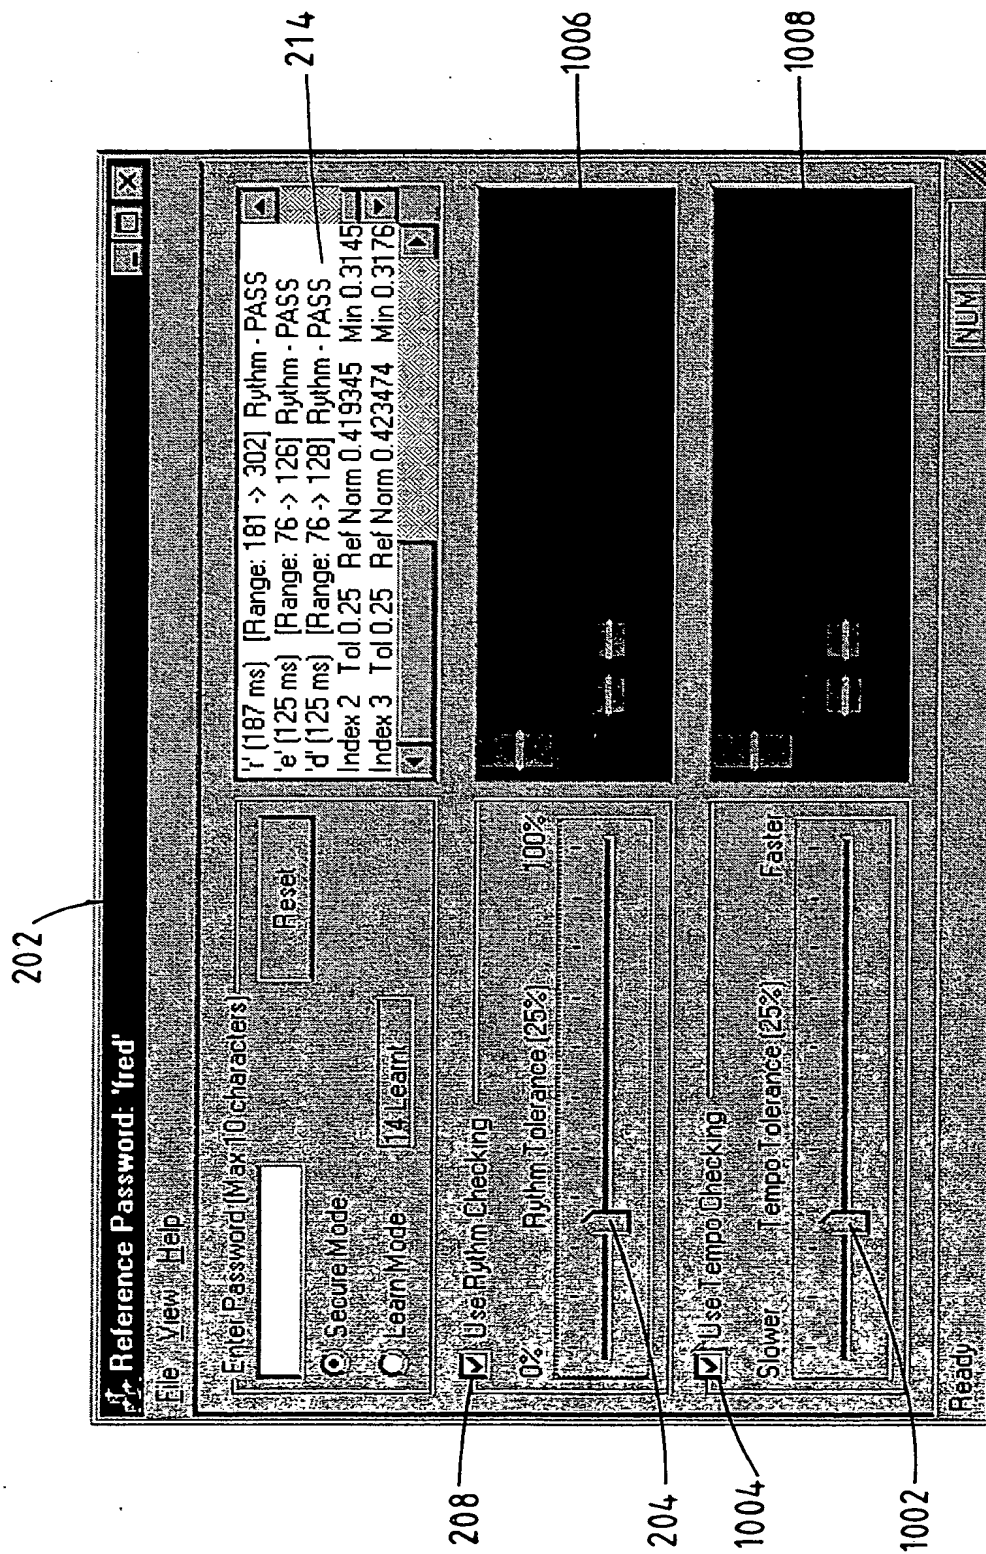 202
Reference Password: 'fred'
File View Help
Enter Password (Max 10 characters)
Reset
Secure Mode
Learn Mode
14 Learnt
'r' (187 ms) [Range: 181 -> 302] Rythm - PASS
'e' (125 ms) [Range: 76 -> 126] Rythm - PASS
'd' (125 ms) [Range: 76 -> 128] Rythm - PASS
Index 2 Tol 0.25 Ref Norm 0.419345 Min 0.3145
Index 3 Tol 0.25 Ref Norm 0.423474 Min 0.3176
214
208
Use Rythm Checking
0% Rythm Tolerance (25%) 100%
204
1006
1004
Use Tempo Checking
Slower Tempo Tolerance (25%) Faster
1002
1008
Ready
NUM